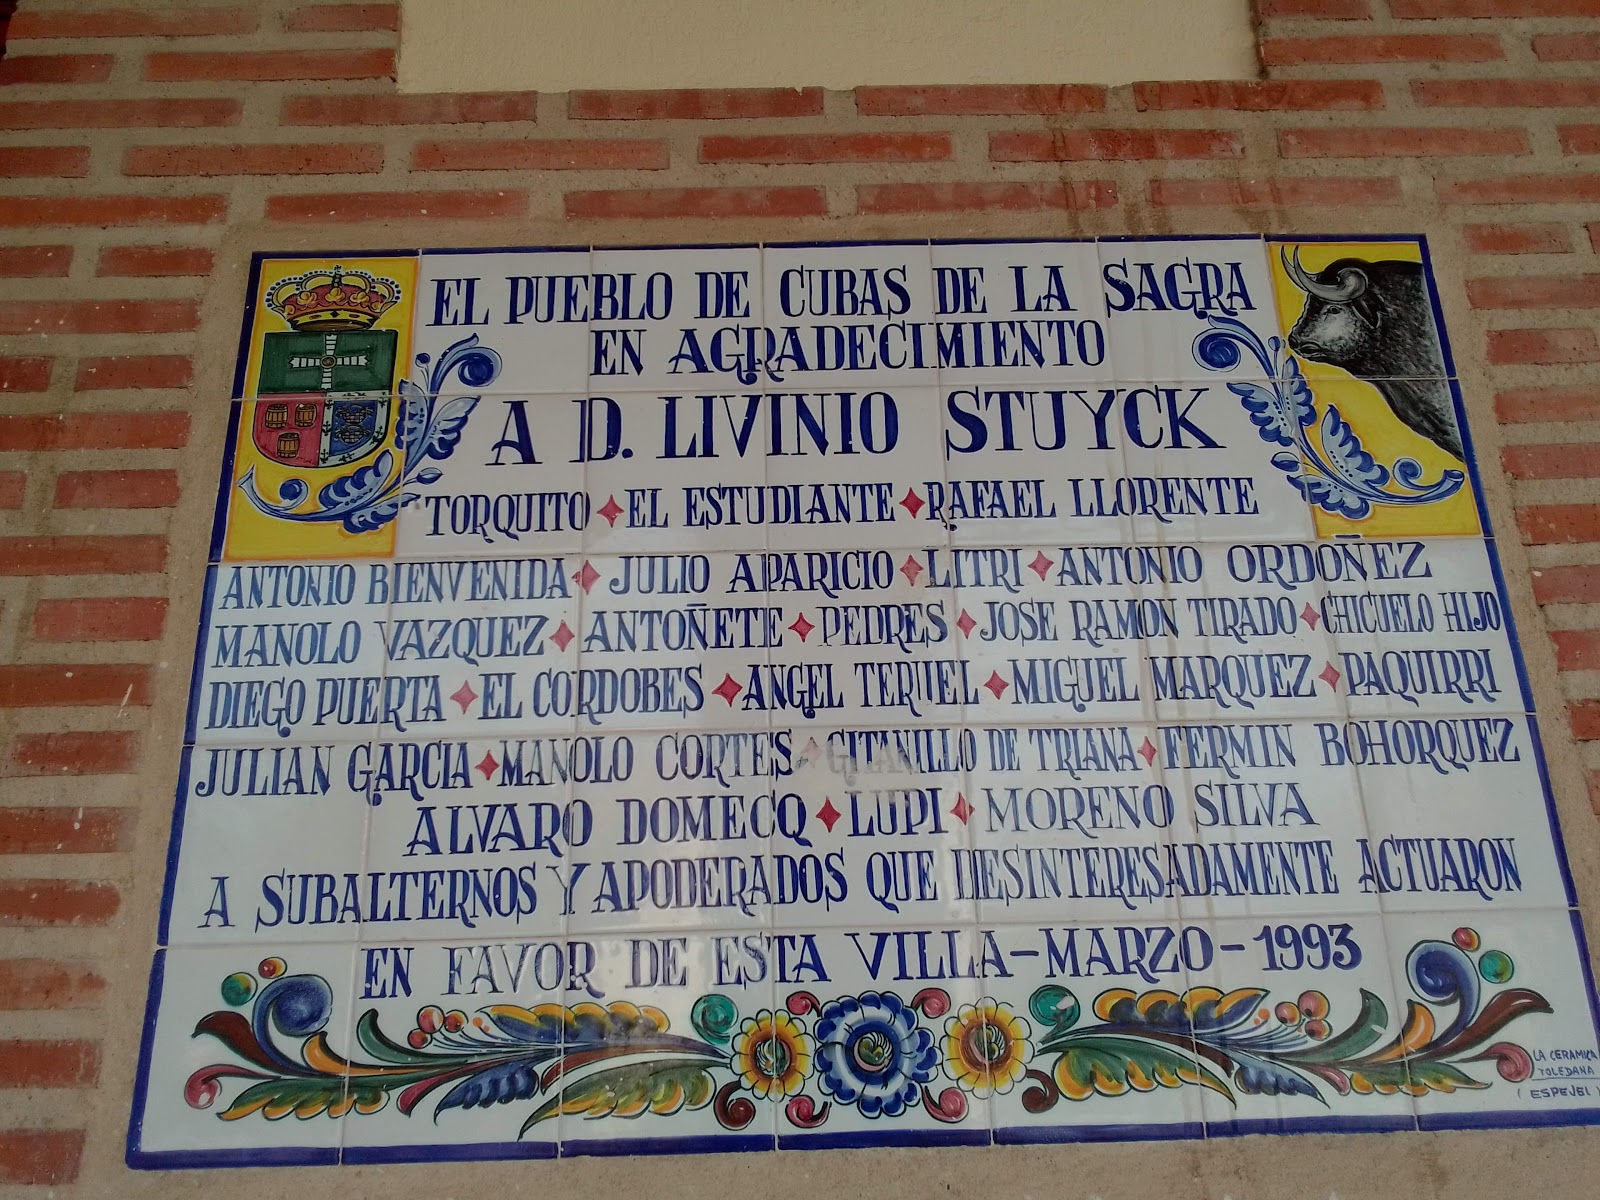 EL PUEBLO DE CUBAS DE LA SAGRA
EN AGRADECIMIENTO
A D. LIVINIO STUYCK
TORQUITO EL ESTUDIANTE RAFAEL LLORENTE
ANTONIO BIENVENIDA JULIO APARICIO LITRI ANTONIO ORDOÑEZ
MANOLO VAZQUEZ ANTOÑETE PEDRES JOSE RAMON TIRADO CHICUELO HIJO
DIEGO PUERTA EL CORDOBES ANGEL TERUEL MIGUEL MARQUEZ PAQUIRRI
JULIAN GARCIA MANOLO CORTES GITANILLO DE TRIANA FERMIN BOHORQUEZ
ALVARO DOMECQ LUPI MORENO SILVA
A SUBALTERNOS Y APODERADOS QUE DESINTERESADAMENTE ACTUARON
EN FAVOR DE ESTA VILLA-MARZO-1993
LA CERAMICA
TOLEDANA
(ESPEJEL)